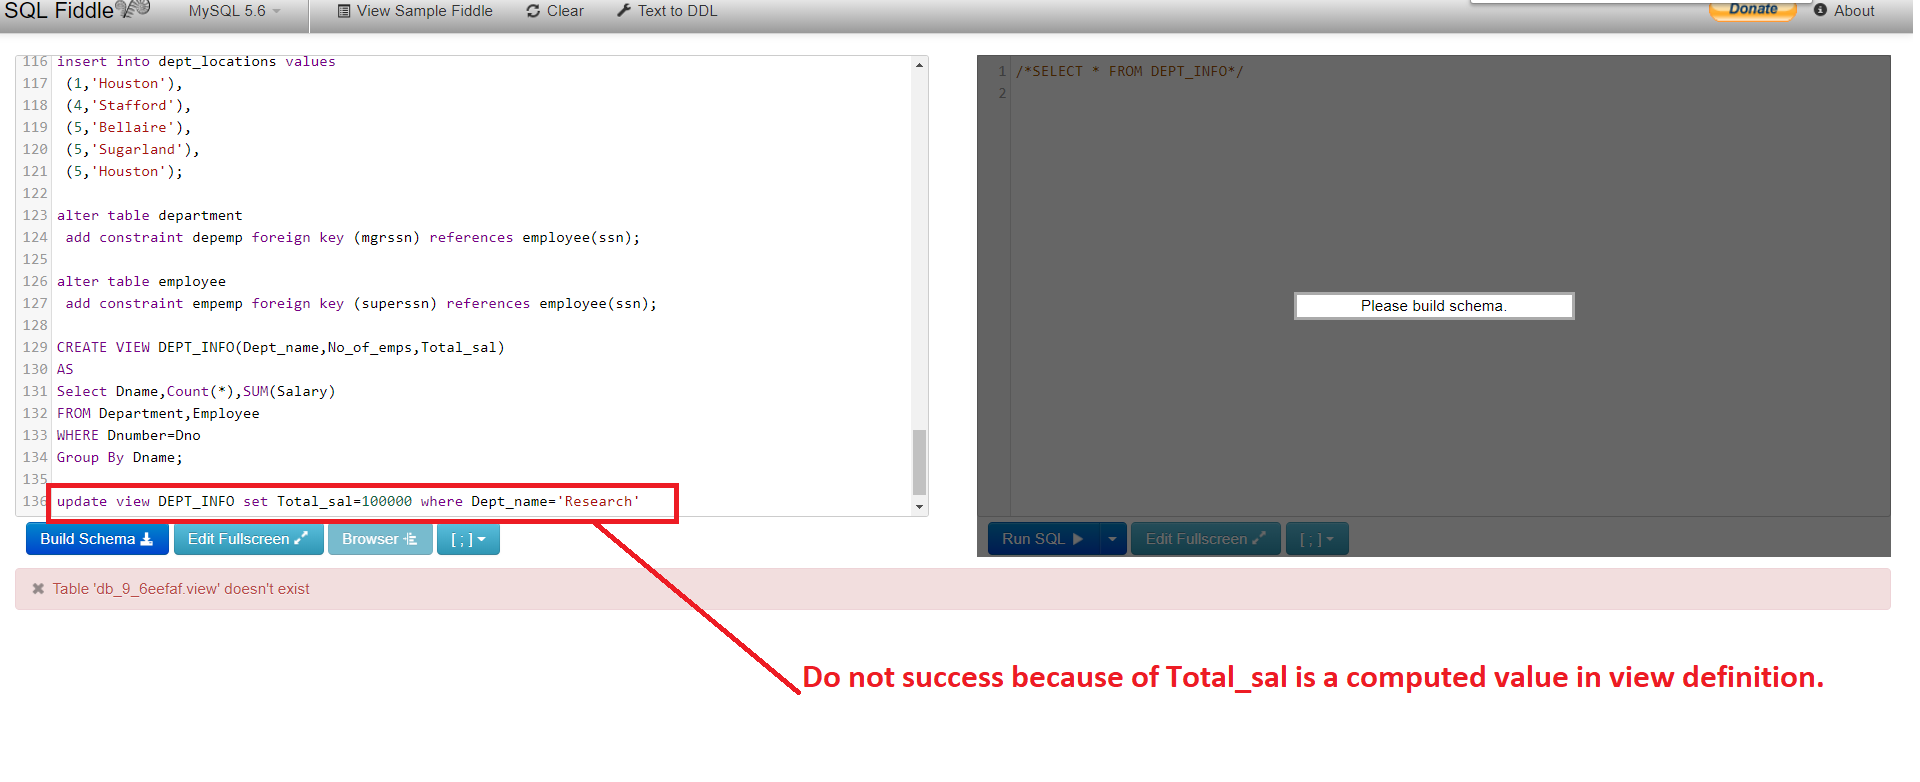 SQL Fiddle MySQL 5.6 View Sample Fiddle Clear Text to DDL Donate About
116 insert into dept_locations values
117 (1,'Houston'),
118 (4,'Stafford'),
119 (5,'Bellaire'),
120 (5,'Sugarland'),
121 (5,'Houston');
122
123 alter table department
124 add constraint depemp foreign key (mgrssn) references employee(ssn);
125
126 alter table employee
127 add constraint empemp foreign key (superssn) references employee(ssn);
128
129 CREATE VIEW DEPT_INFO(Dept_name,No_of_emps,Total_sal)
130 AS
131 Select Dname,Count(*),SUM(Salary)
132 FROM Department,Employee
133 WHERE Dnumber=Dno
134 Group By Dname;
135
136 update view DEPT_INFO set Total_sal=100000 where Dept_name='Research'
Build Schema Edit Fullscreen Browser [ ; ]
1 /*SELECT * FROM DEPT_INFO*/
2
Please build schema.
Run SQL Edit Fullscreen [ ; ]
Table 'db_9_6eefaf.view' doesn't exist
Do not success because of Total_sal is a computed value in view definition.